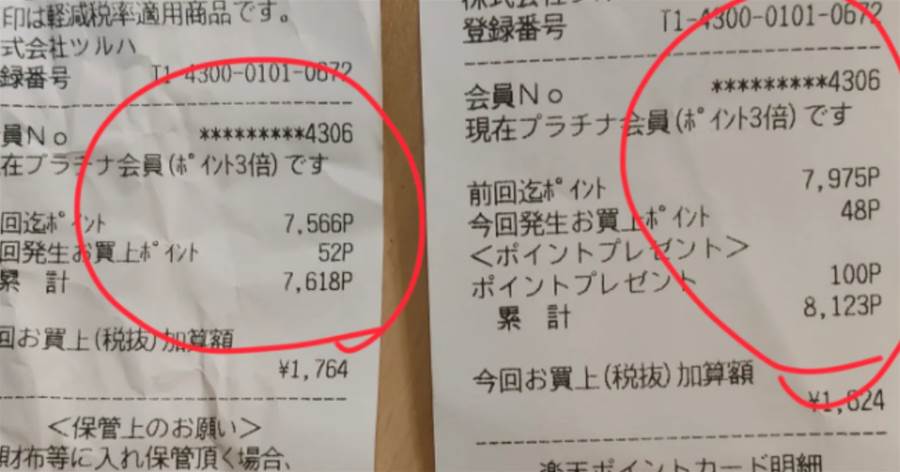 印は軽減税率適用商品です。
式会社ツルハ
録番号 T1-4300-0101-0672
員No *********4306
在プラチナ会員(ﾎﾟｲﾝﾄ3倍)です
回迄ﾎﾟｲﾝﾄ 7,566P
回発生お買上ﾎﾟｲﾝﾄ 52P
累 計 7,618P
回お買上(税抜)加算額
¥1,764
<保管上のお願い>
財布等に入れ保管頂く場合、
株式会社ツルハ
登録番号 T1-4300-0101-0672
会員No *********4306
現在プラチナ会員(ﾎﾟｲﾝﾄ3倍)です
前回迄ﾎﾟｲﾝﾄ 7,975P
今回発生お買上ﾎﾟｲﾝﾄ 48P
<ポイントプレゼント>
ポイントプレゼント 100P
累 計 8,123P
今回お買上(税抜)加算額
¥1,624
楽天ポイントカード明細